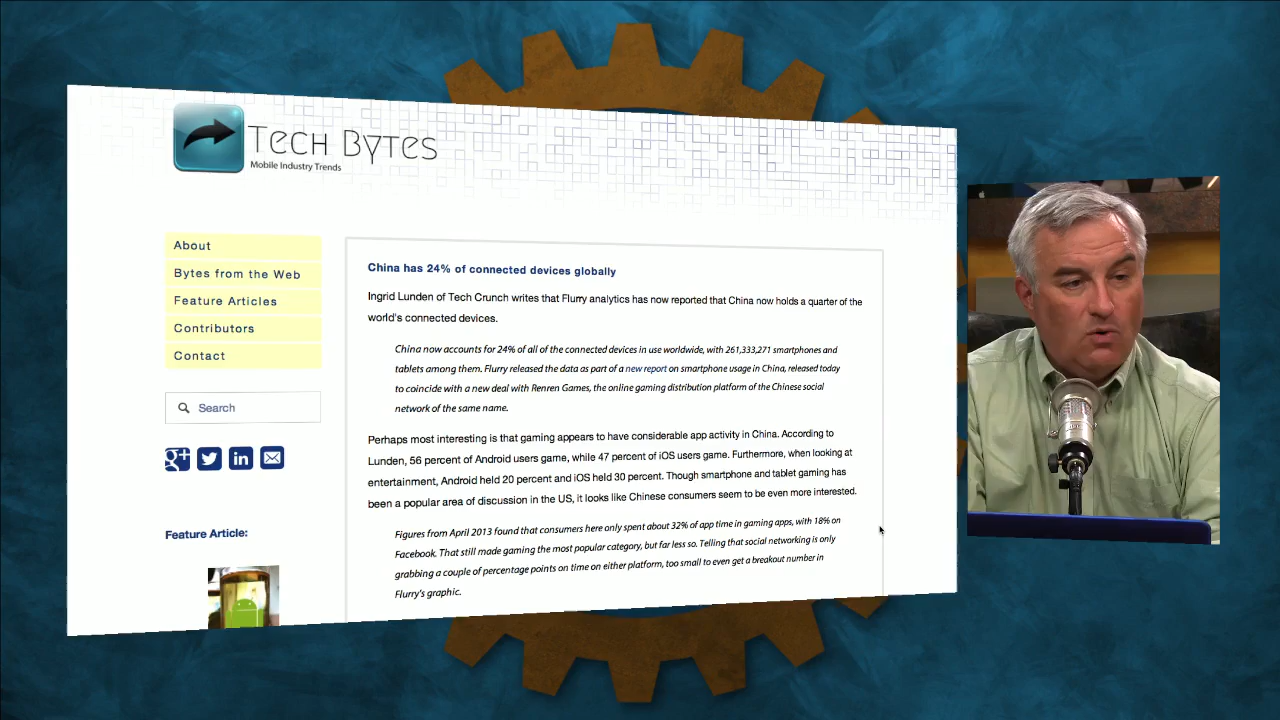 Tech Bytes
Mobile Industry Trends
About
Bytes from the Web
Feature Articles
Contributors
Contact
Search
g+
in
Feature Article:
China has 24% of connected devices globally
Ingrid Lunden of Tech Crunch writes that Flurry analytics has now reported that China now holds a quarter of the
world's connected devices.
China now accounts for 24% of all of the connected devices in use worldwide, with 261,333,271 smartphones and
tablets among them. Flurry released the data as part of a new report on smartphone usage in China, released today
to coincide with a new deal with Renren Games, the online gaming distribution platform of the Chinese social
network of the same name.
Perhaps most interesting is that gaming appears to have considerable app activity in China. According to
Lunden, 56 percent of Android users game, while 47 percent of iOS users game. Furthermore, when looking at
entertainment, Android held 20 percent and iOS held 30 percent. Though smartphone and tablet gaming has
been a popular area of discussion in the US, it looks like Chinese consumers seem to be even more interested.
Figures from April 2013 found that consumers here only spent about 32% of app time in gaming apps, with 18% on
Facebook. That still made gaming the most popular category, but far less so. Telling that social networking is only
grabbing a couple of percentage points on time on either platform, too small to even get a breakout number in
Flurry's graphic.